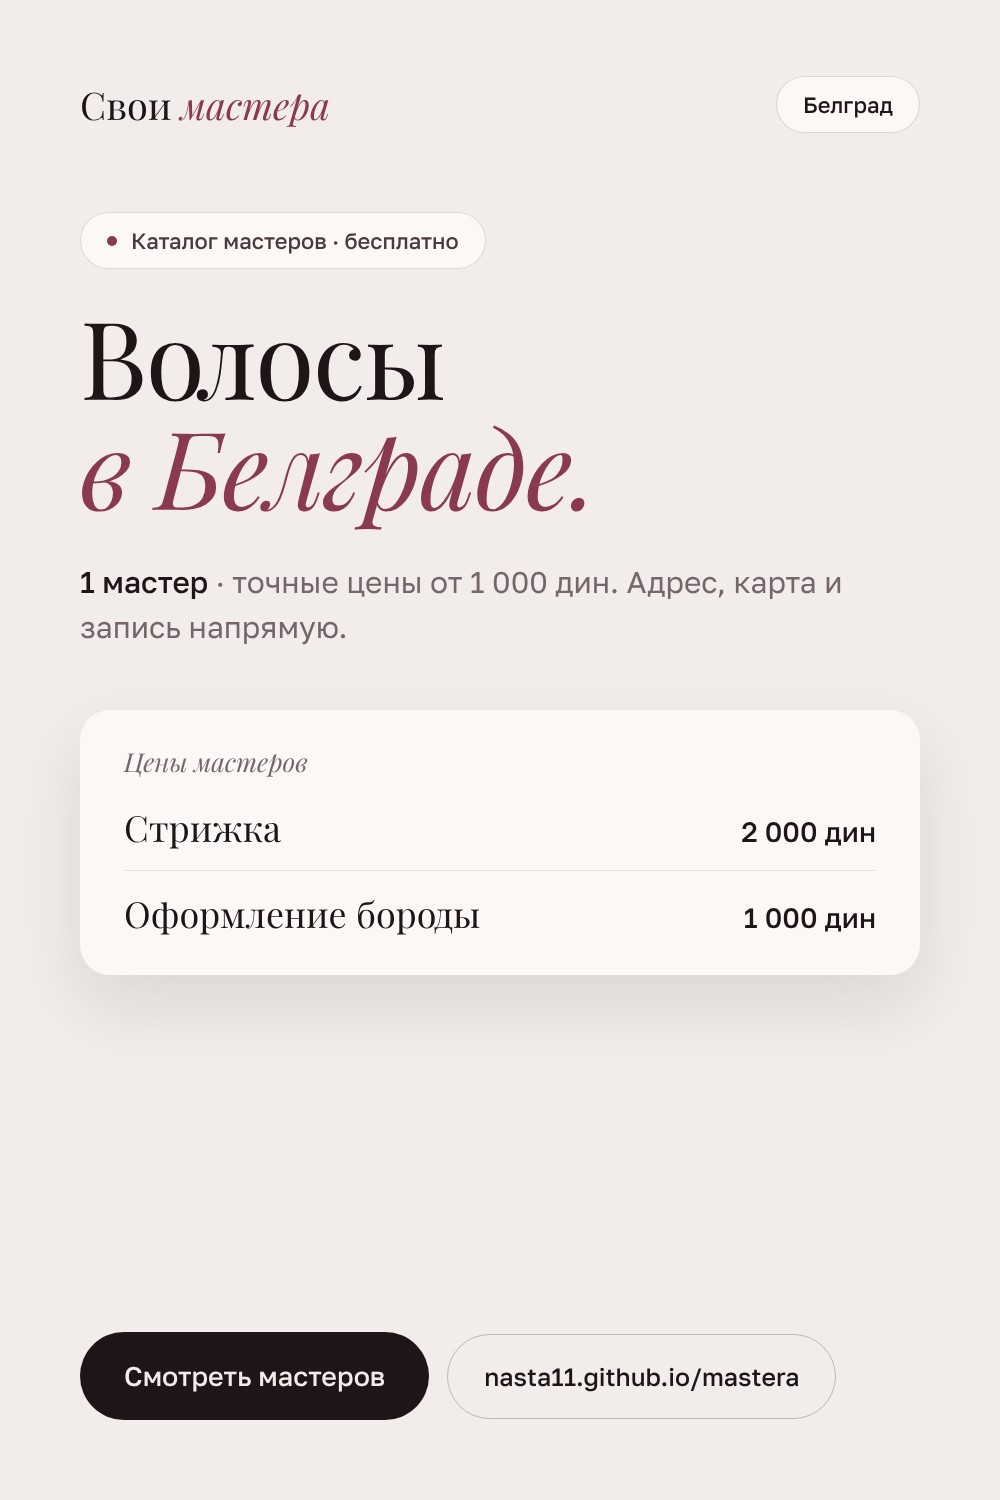 Свои мастера
Белград
Каталог мастеров · бесплатно
Волосы
в Белграде.
1 мастер · точные цены от 1 000 дин. Адрес, карта и
запись напрямую.
Цены мастеров
Стрижка 2 000 дин
Оформление бороды 1 000 дин
Смотреть мастеров
nasta11.github.io/mastera